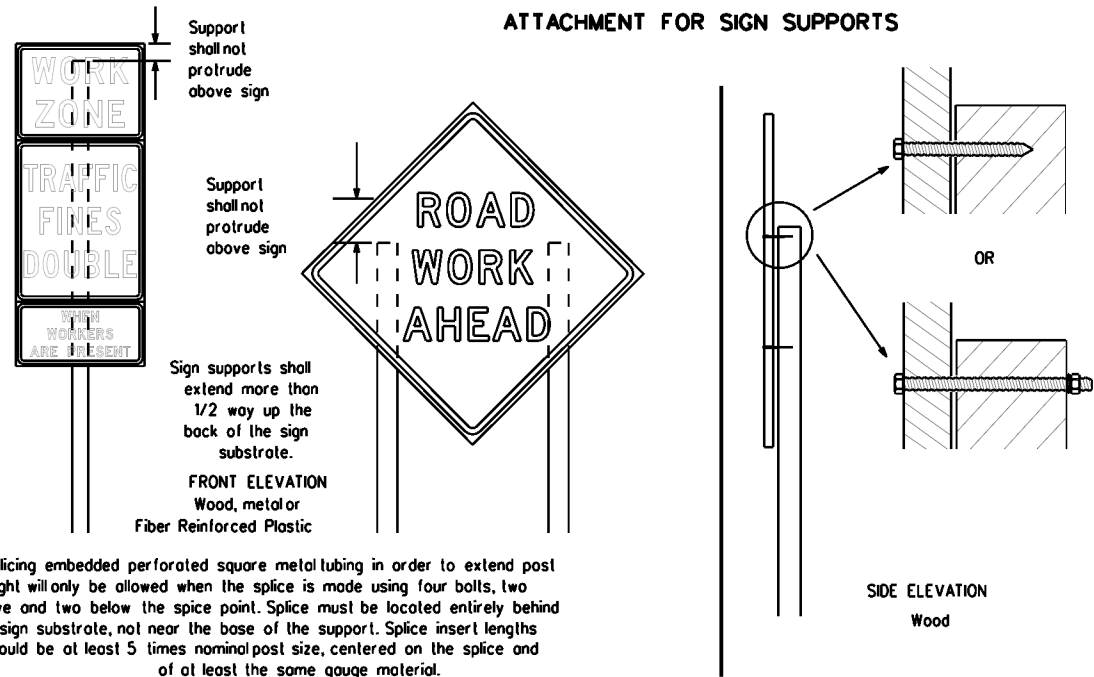 ATTACHMENT FOR SIGN SUPPORTS
Support
shall not
protrude
above sign
WORK
ZONE
TRAFFIC
FINES
DOUBLE
WHEN
WORKERS
ARE PRESENT
Support
shall not
protrude
above sign
ROAD
WORK
AHEAD
Sign supports shall
extend more than
1/2 way up the
back of the sign
substrate.
FRONT ELEVATION
Wood, metal or
Fiber Reinforced Plastic
OR
SIDE ELEVATION
Wood
licing embedded perforated square metal tubing in order to extend post
ght will only be allowed when the splice is made using four bolts, two
ve and two below the spice point. Splice must be located entirely behind
sign substrate, not near the base of the support. Splice insert lengths
ould be at least 5 times nominal post size, centered on the splice and
of at least the same gauge material.